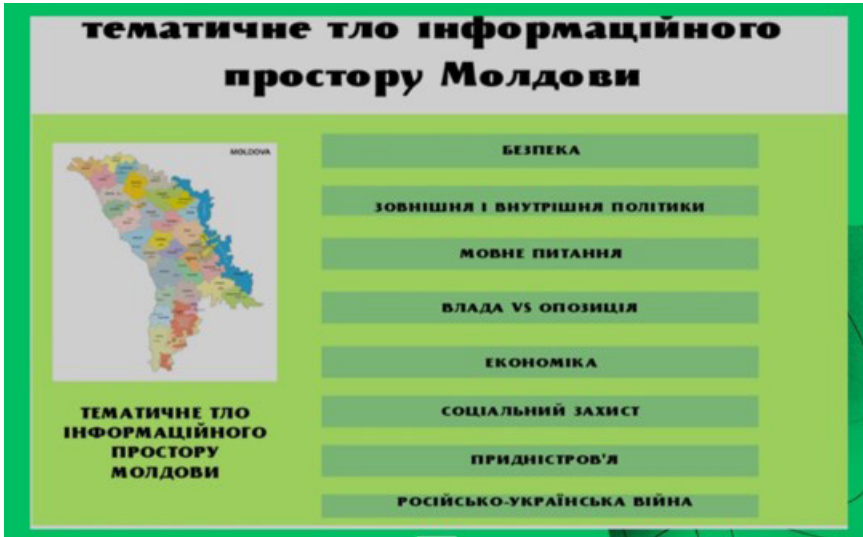 тематичне тло інформаційного
простору Молдови
MOLDOVA
ТЕМАТИЧНЕ ТЛО
ІНФОРМАЦІЙНОГО
ПРОСТОРУ
МОЛДОВИ
БЕЗПЕКА
ЗОВНІШНЯ І ВНУТРІШНЯ ПОЛІТИКИ
МОВНЕ ПИТАННЯ
ВЛАДА VS ОПОЗИЦІЯ
ЕКОНОМІКА
СОЦІАЛЬНИЙ ЗАХИСТ
ПРИДНІСТРОВ'Я
РОСІЙСЬКО-УКРАЇНСЬКА ВІЙНА